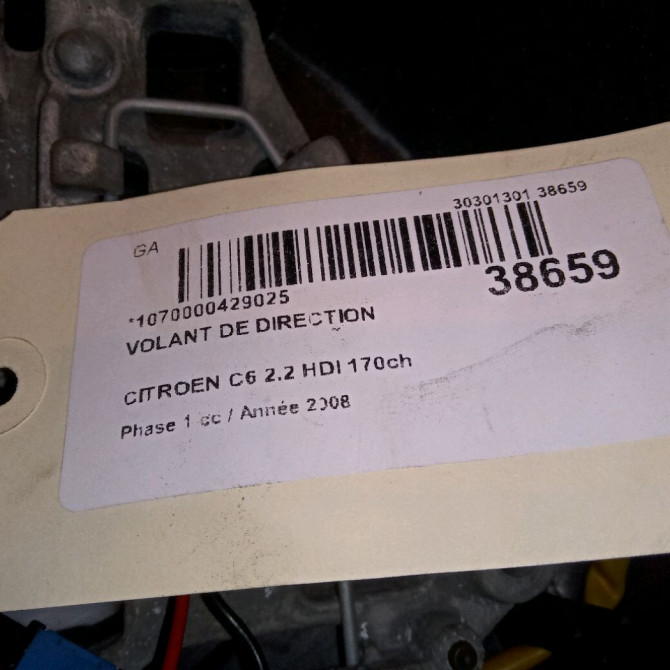 30301301 38659
GA
38659
*1070000429025
VOLANT DE DIRECTION
CITROEN C6 2.2 HDI 170ch
Phase 1 cc / Année 2008